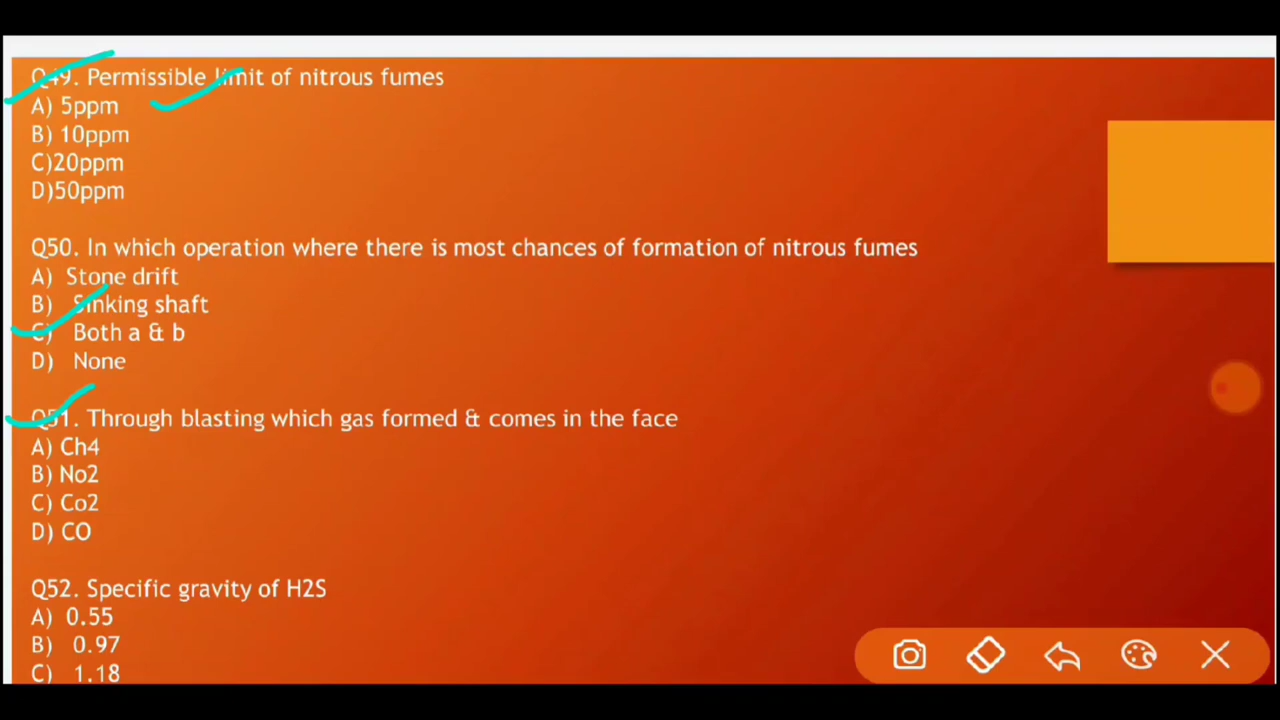 Q49. Permissible limit of nitrous fumes
A) 5ppm
B) 10ppm
C)20ppm
D)50ppm
Q50. In which operation where there is most chances of formation of nitrous fumes
A) Stone drift
B) Sinking shaft
C) Both a & b
D) None
Q51. Through blasting which gas formed & comes in the face
A) Ch4
B) No2
C) Co2
D) CO
Q52. Specific gravity of H2S
A) 0.55
B) 0.97
C) 1.18